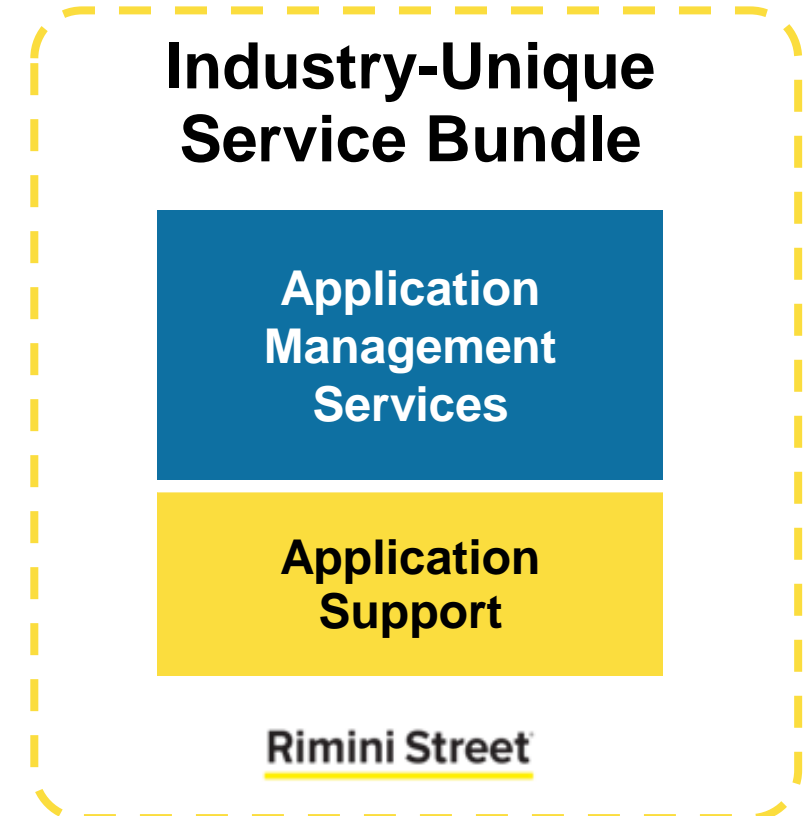 Industry-Unique
Service Bundle
Application
Management
Services
Application
Support
Rimini Street